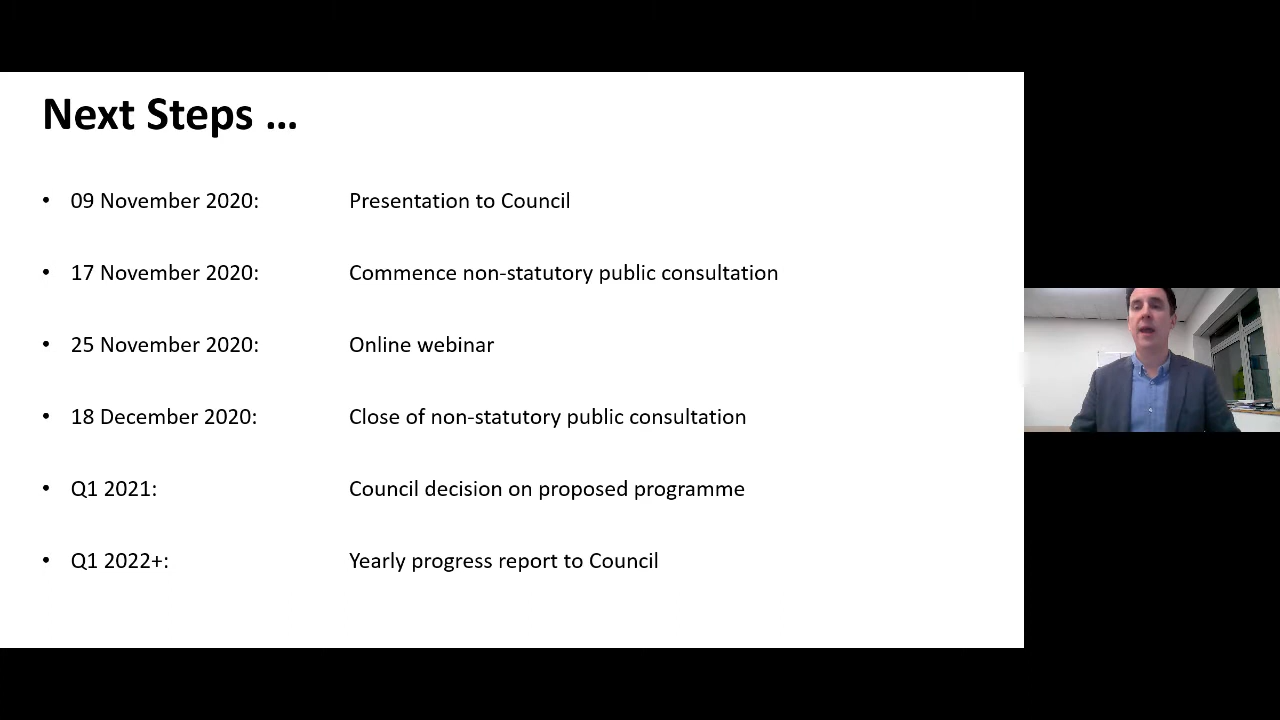 Next Steps ...
• 09 November 2020: Presentation to Council
• 17 November 2020: Commence non-statutory public consultation
• 25 November 2020: Online webinar
• 18 December 2020: Close of non-statutory public consultation
• Q1 2021: Council decision on proposed programme
• Q1 2022+: Yearly progress report to Council